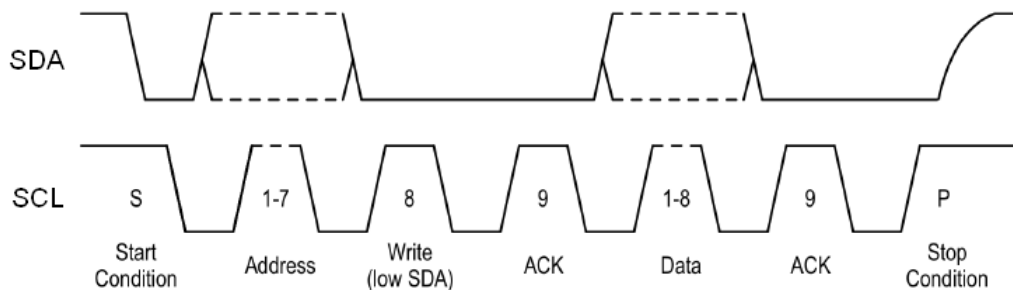 SDA
SCL
S 1-7 8 9 1-8 9 P
Start Condition
Address
Write (low SDA)
ACK
Data
ACK
Stop Condition